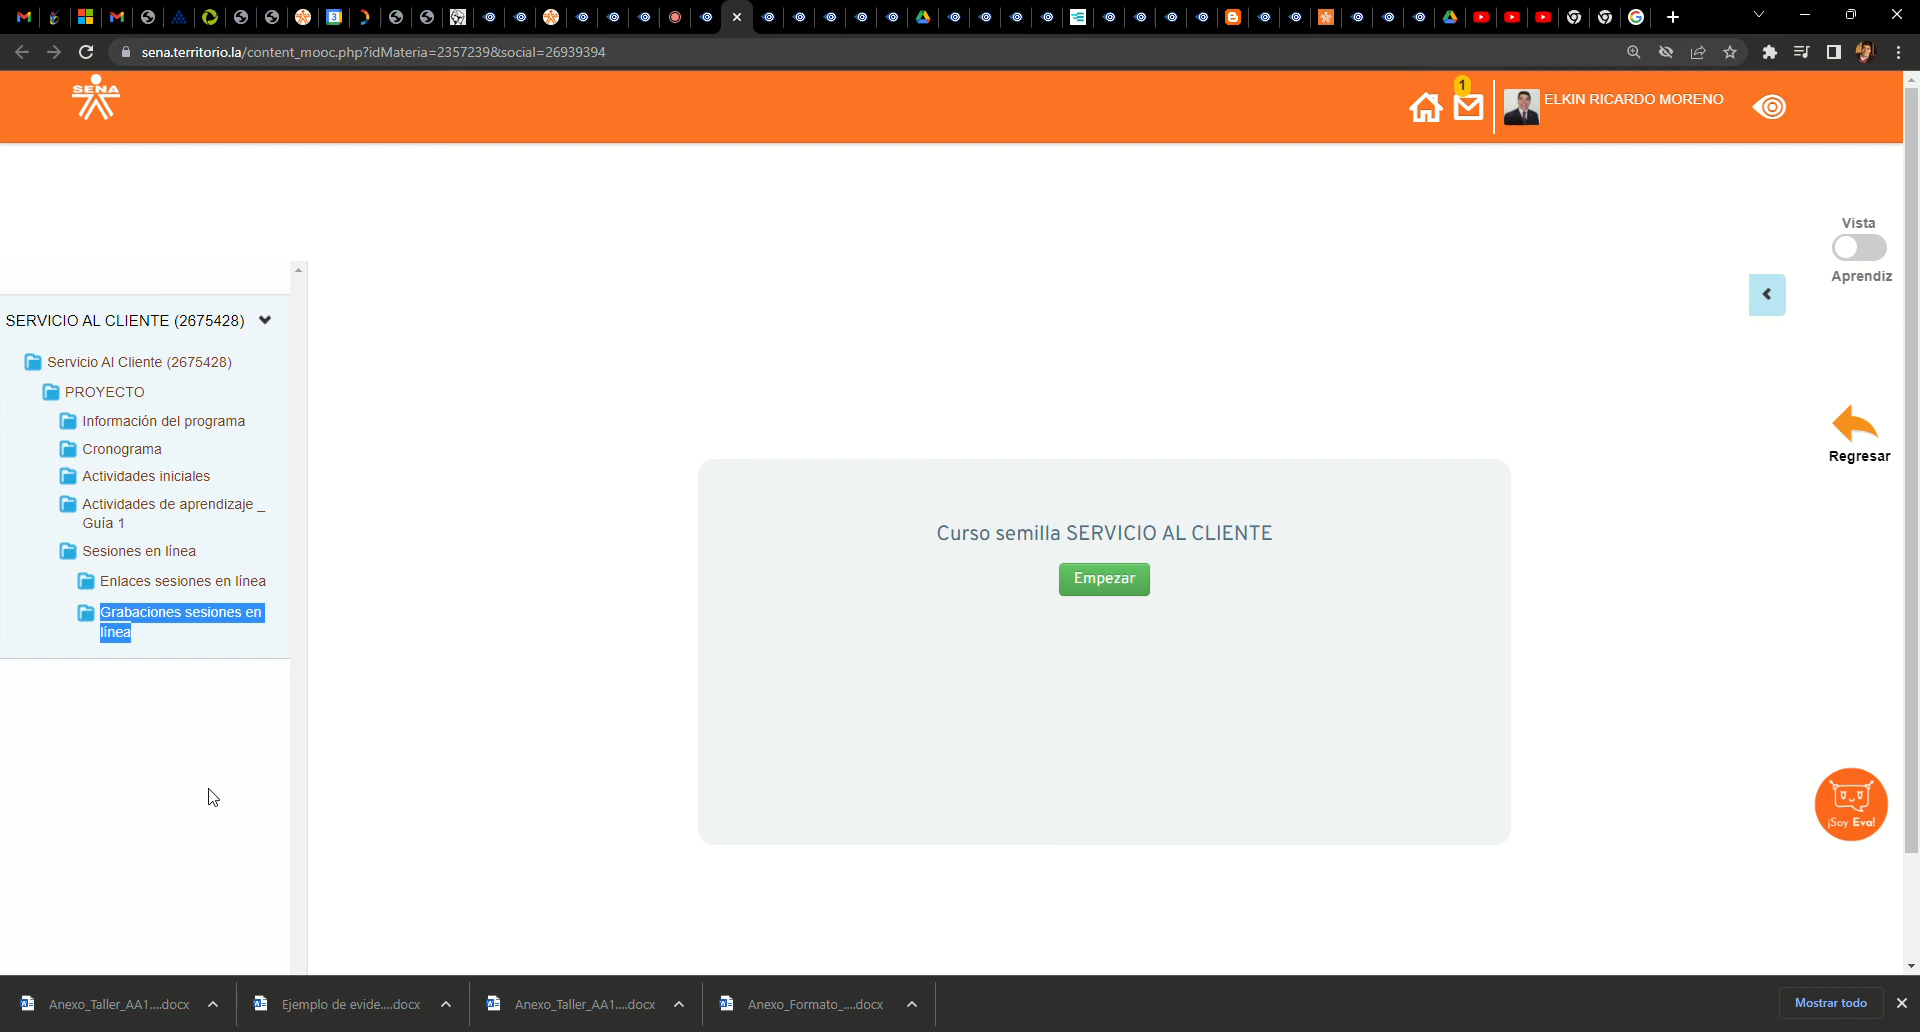 3
sena.territorio.la/content_mooc.php?idMateria=2357239&social=26939394
SENA
1
ELKIN RICARDO MORENO
Vista
Aprendiz
SERVICIO AL CLIENTE (2675428)
Servicio Al Cliente (2675428)
PROYECTO
Información del programa
Cronograma
Actividades iniciales
Actividades de aprendizaje _
Guía 1
Sesiones en línea
Enlaces sesiones en línea
Grabaciones sesiones en
línea
Regresar
Curso semilla SERVICIO AL CLIENTE
Empezar
¡Soy Eva!
Anexo_Taller_AA1....docx
Ejemplo de evide....docx
Anexo_Taller_AA1....docx
Anexo_Formato_....docx
Mostrar todo